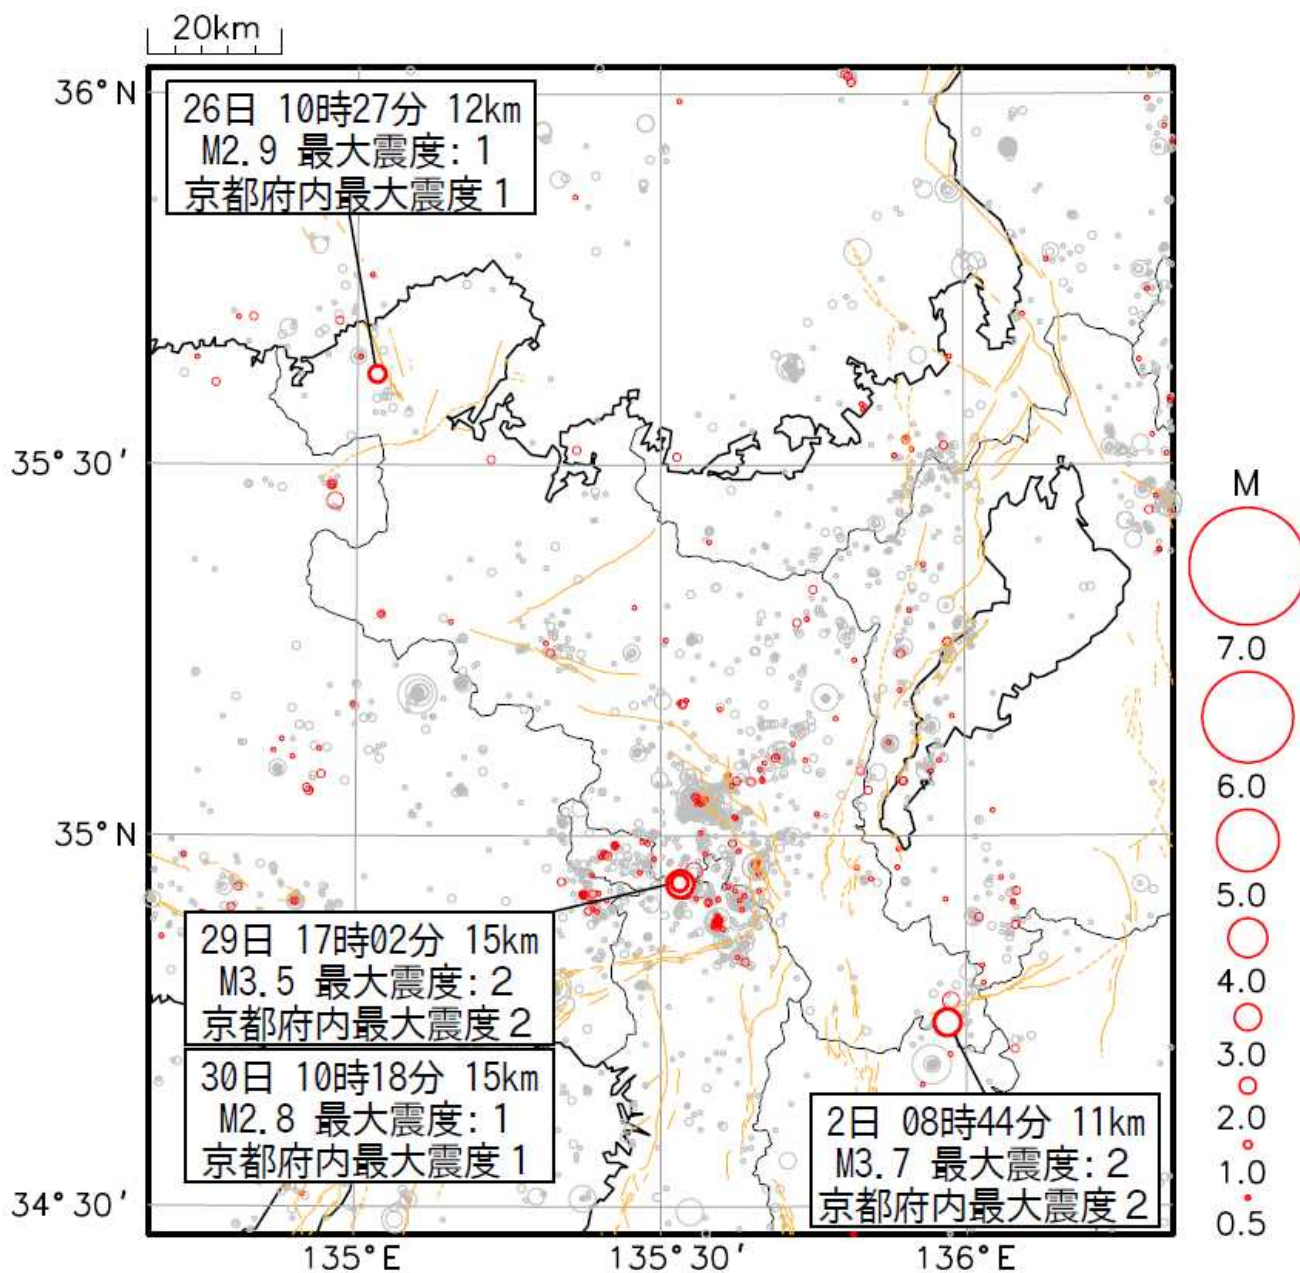 20km
36°N
26日 10時27分 12km
M2.9 最大震度:1
京都府内最大震度1
35°30′
35°N
29日 17時02分 15km
M3.5 最大震度:2
京都府内最大震度2
30日 10時18分 15km
M2.8 最大震度:1
京都府内最大震度1
2日 08時44分 11km
M3.7 最大震度:2
京都府内最大震度2
34°30′
135°E
135°30′
136°E
M
7.0
6.0
5.0
4.0
3.0
2.0
1.0
0.5